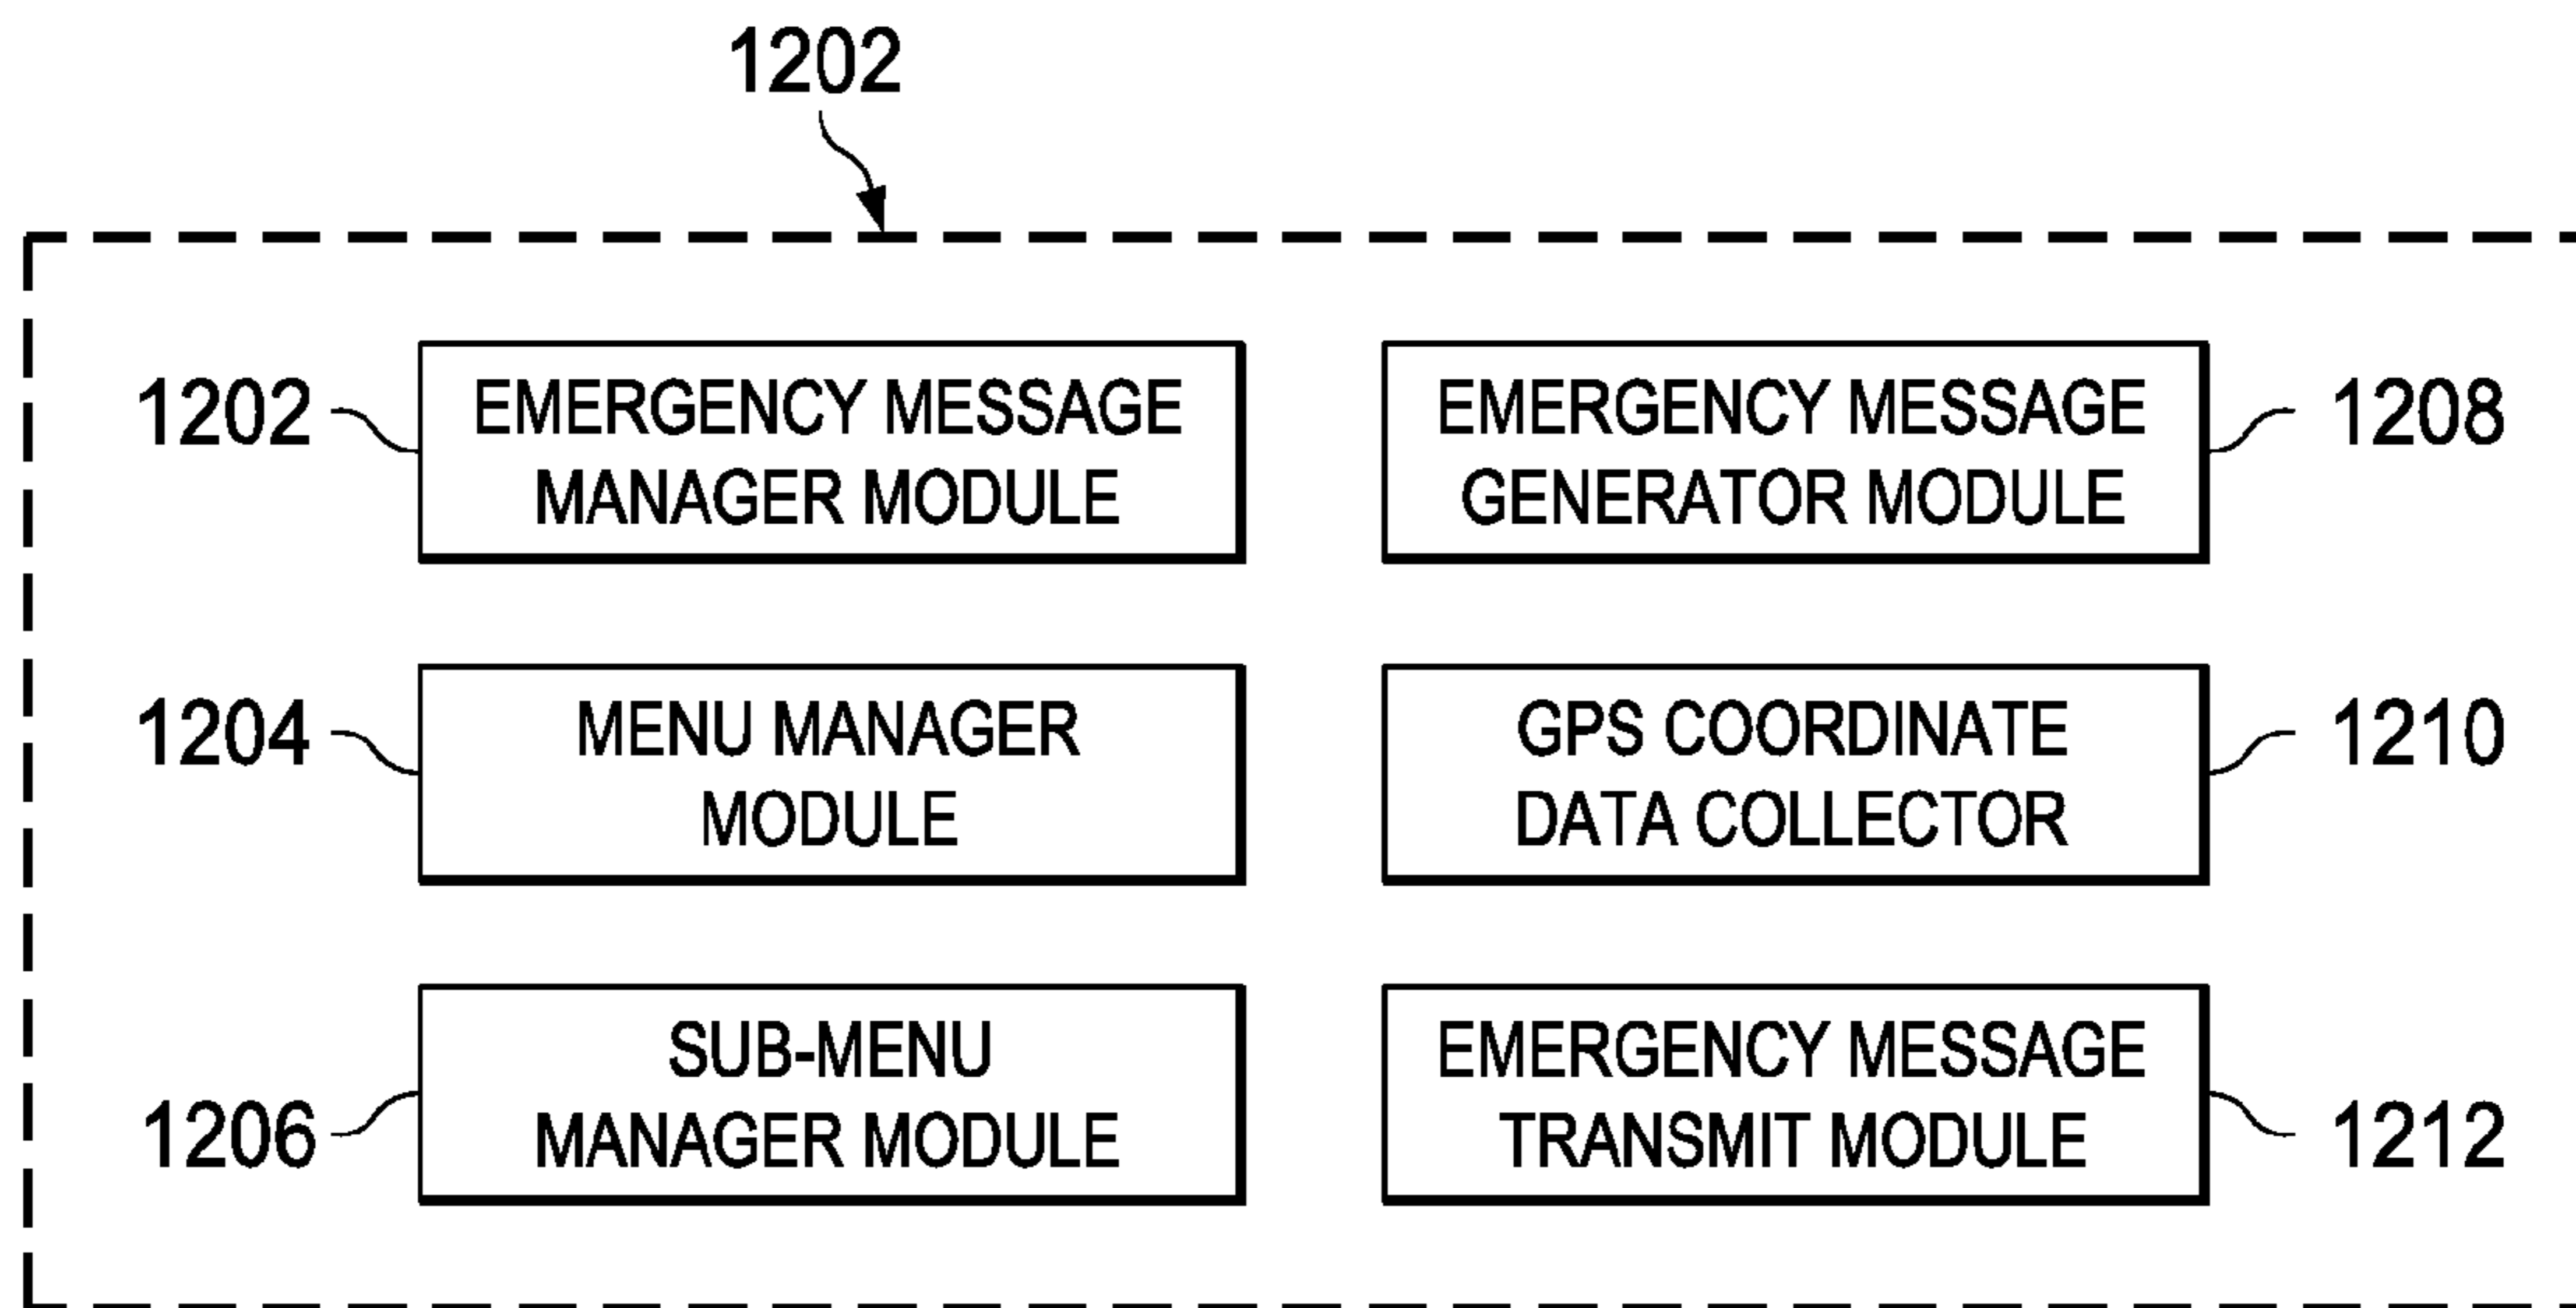 1202
1202
EMERGENCY MESSAGE
MANAGER MODULE
EMERGENCY MESSAGE
GENERATOR MODULE
1208
1204
MENU MANAGER
MODULE
GPS COORDINATE
DATA COLLECTOR
1210
1206
SUB-MENU
MANAGER MODULE
EMERGENCY MESSAGE
TRANSMIT MODULE
1212